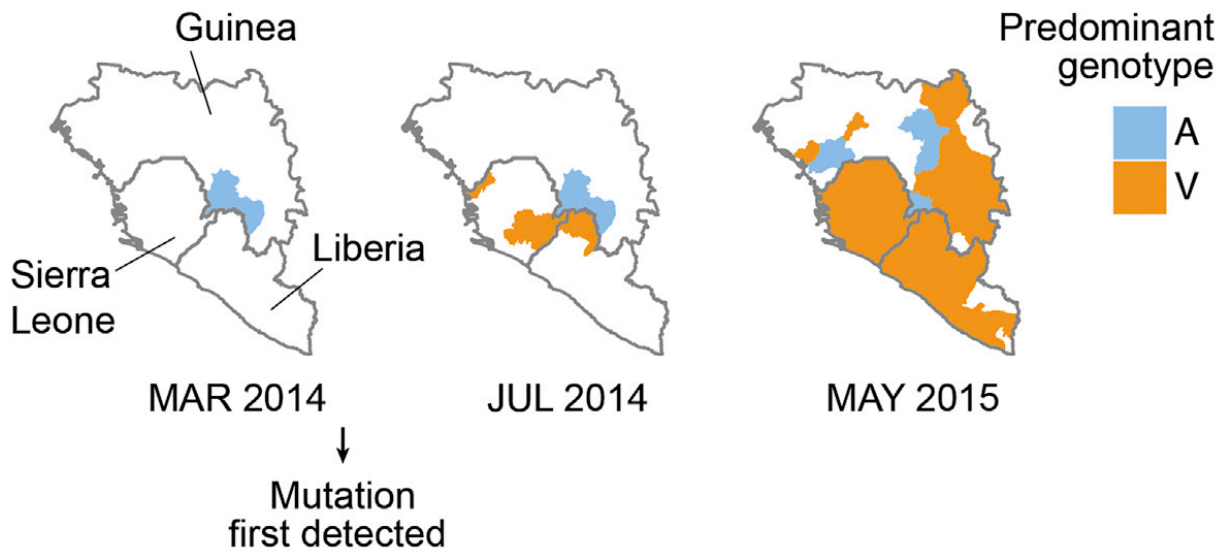 Guinea
Sierra
Leone
Liberia
Predominant
genotype
A
V
MAR 2014
JUL 2014
MAY 2015
Mutation
first detected